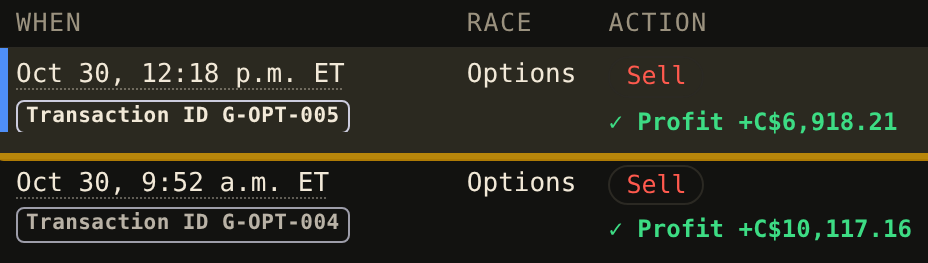 WHEN RACE ACTION
Oct 30, 12:18 p.m. ET Options Sell
Transaction ID G-OPT-005 ✓ Profit +C$6,918.21
Oct 30, 9:52 a.m. ET Options Sell
Transaction ID G-OPT-004 ✓ Profit +C$10,117.16